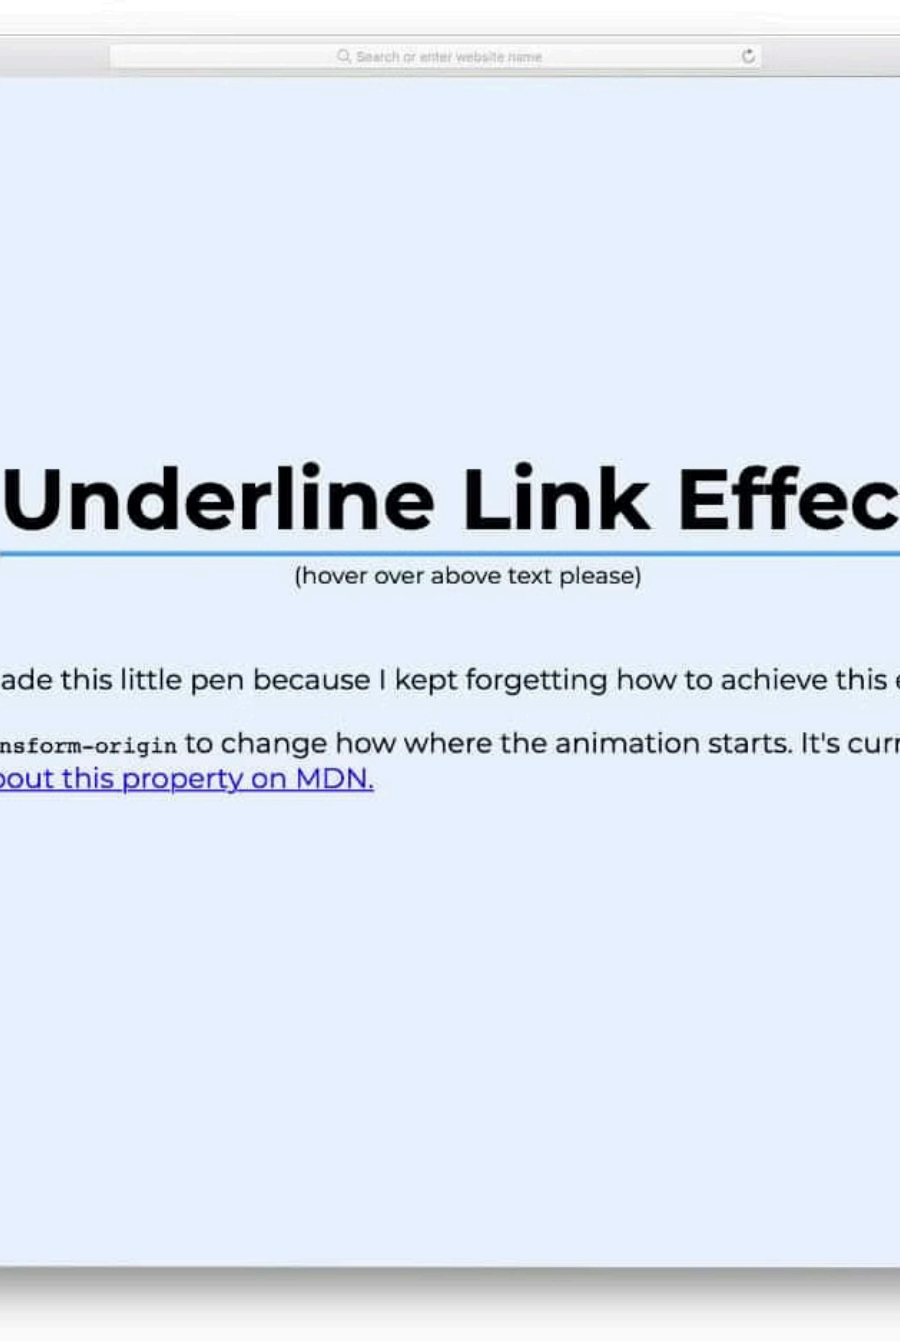 Search or enter website name
Underline Link Effec
(hover over above text please)
ade this little pen because I kept forgetting how to achieve this e
nsform-origin to change how where the animation starts. It's curr
bout this property on MDN.